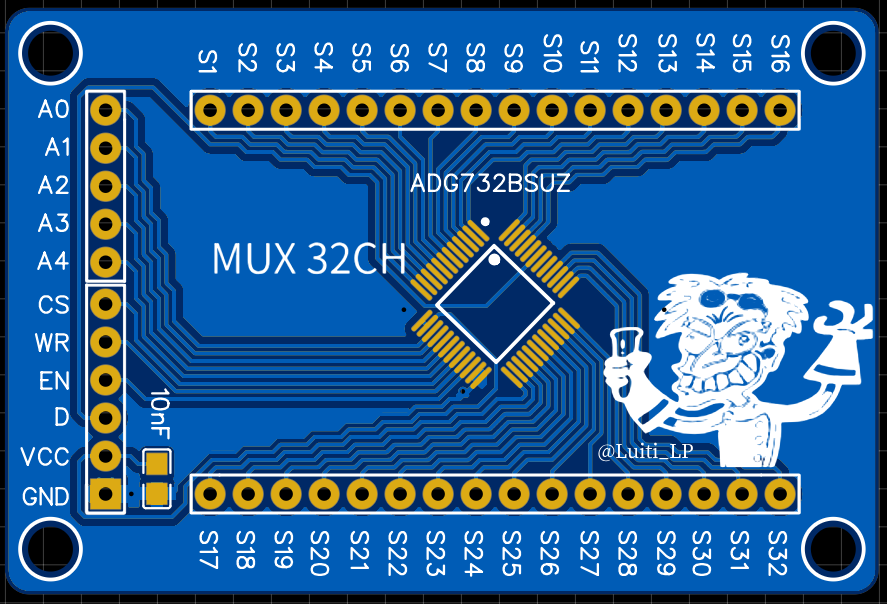 S1 S2 S3 S4 S5 S6 S7 S8 S9 S10 S11 S12 S13 S14 S15 S16
A0
A1
A2
A3
A4
CS
WR
EN
D
VCC
GND
ADG732BSUZ
MUX 32CH
10nF
@Luiti_LP
S17 S18 S19 S20 S21 S22 S23 S24 S25 S26 S27 S28 S29 S30 S31 S32